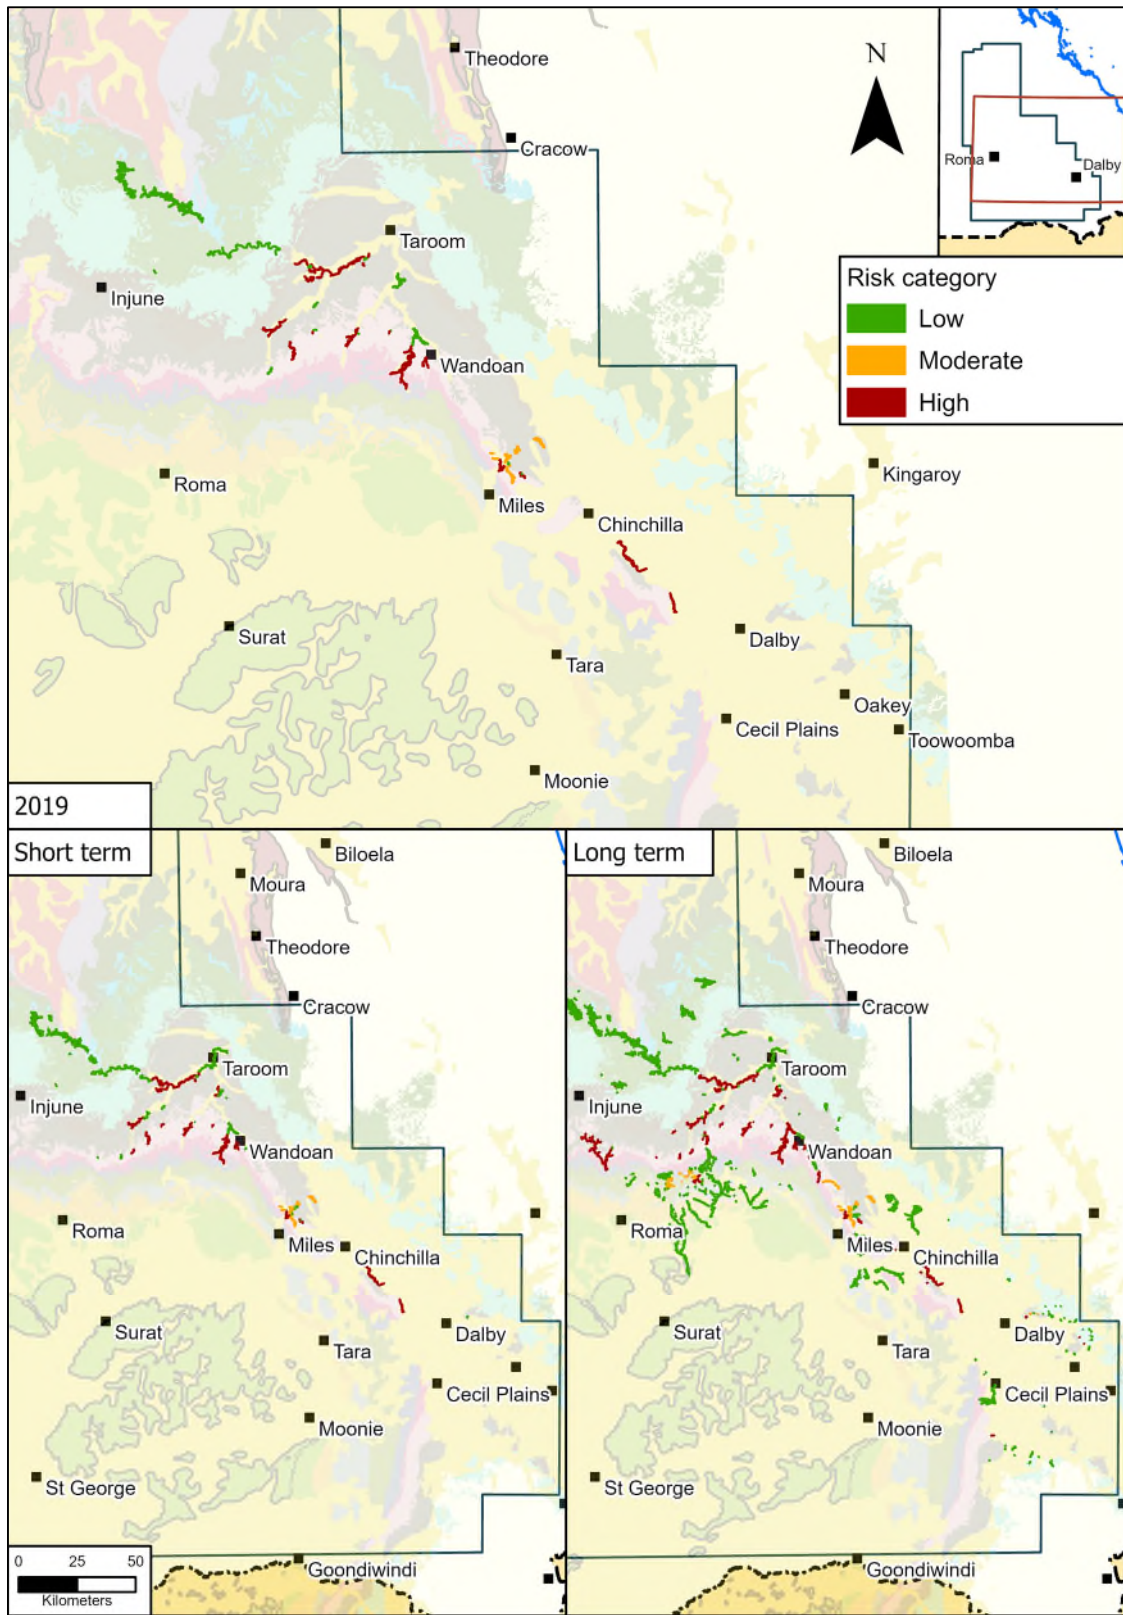 Theodore
N
Cracow
Roma
Dalby
Taroom
Injune
Risk category
Low
Moderate
High
Wandoan
Roma
Miles
Kingaroy
Chinchilla
Surat
Dalby
Tara
Oakey
Cecil Plains
Toowoomba
Moonie
2019
Short term
Biloela
Moura
Theodore
Cracow
Taroom
Injune
Wandoan
Roma
Miles
Chinchilla
Surat
Dalby
Tara
Cecil Plains
Moonie
St George
0 25 50
Kilometers
Goondiwindi
Long term
Biloela
Moura
Theodore
Cracow
Taroom
Injune
Wandoan
Roma
Miles
Chinchilla
Surat
Dalby
Tara
Cecil Plains
Moonie
St George
Goondiwindi